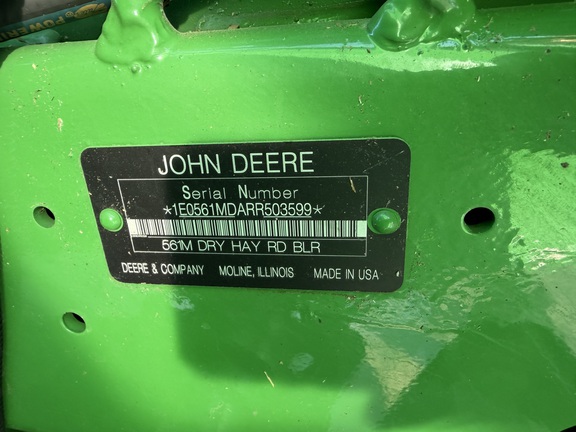 JOHN DEERE
Serial Number
*1E0561MDARR503599*
561M DRY HAY RD BLR
DEERE & COMPANY MOLINE, ILLINOIS MADE IN USA